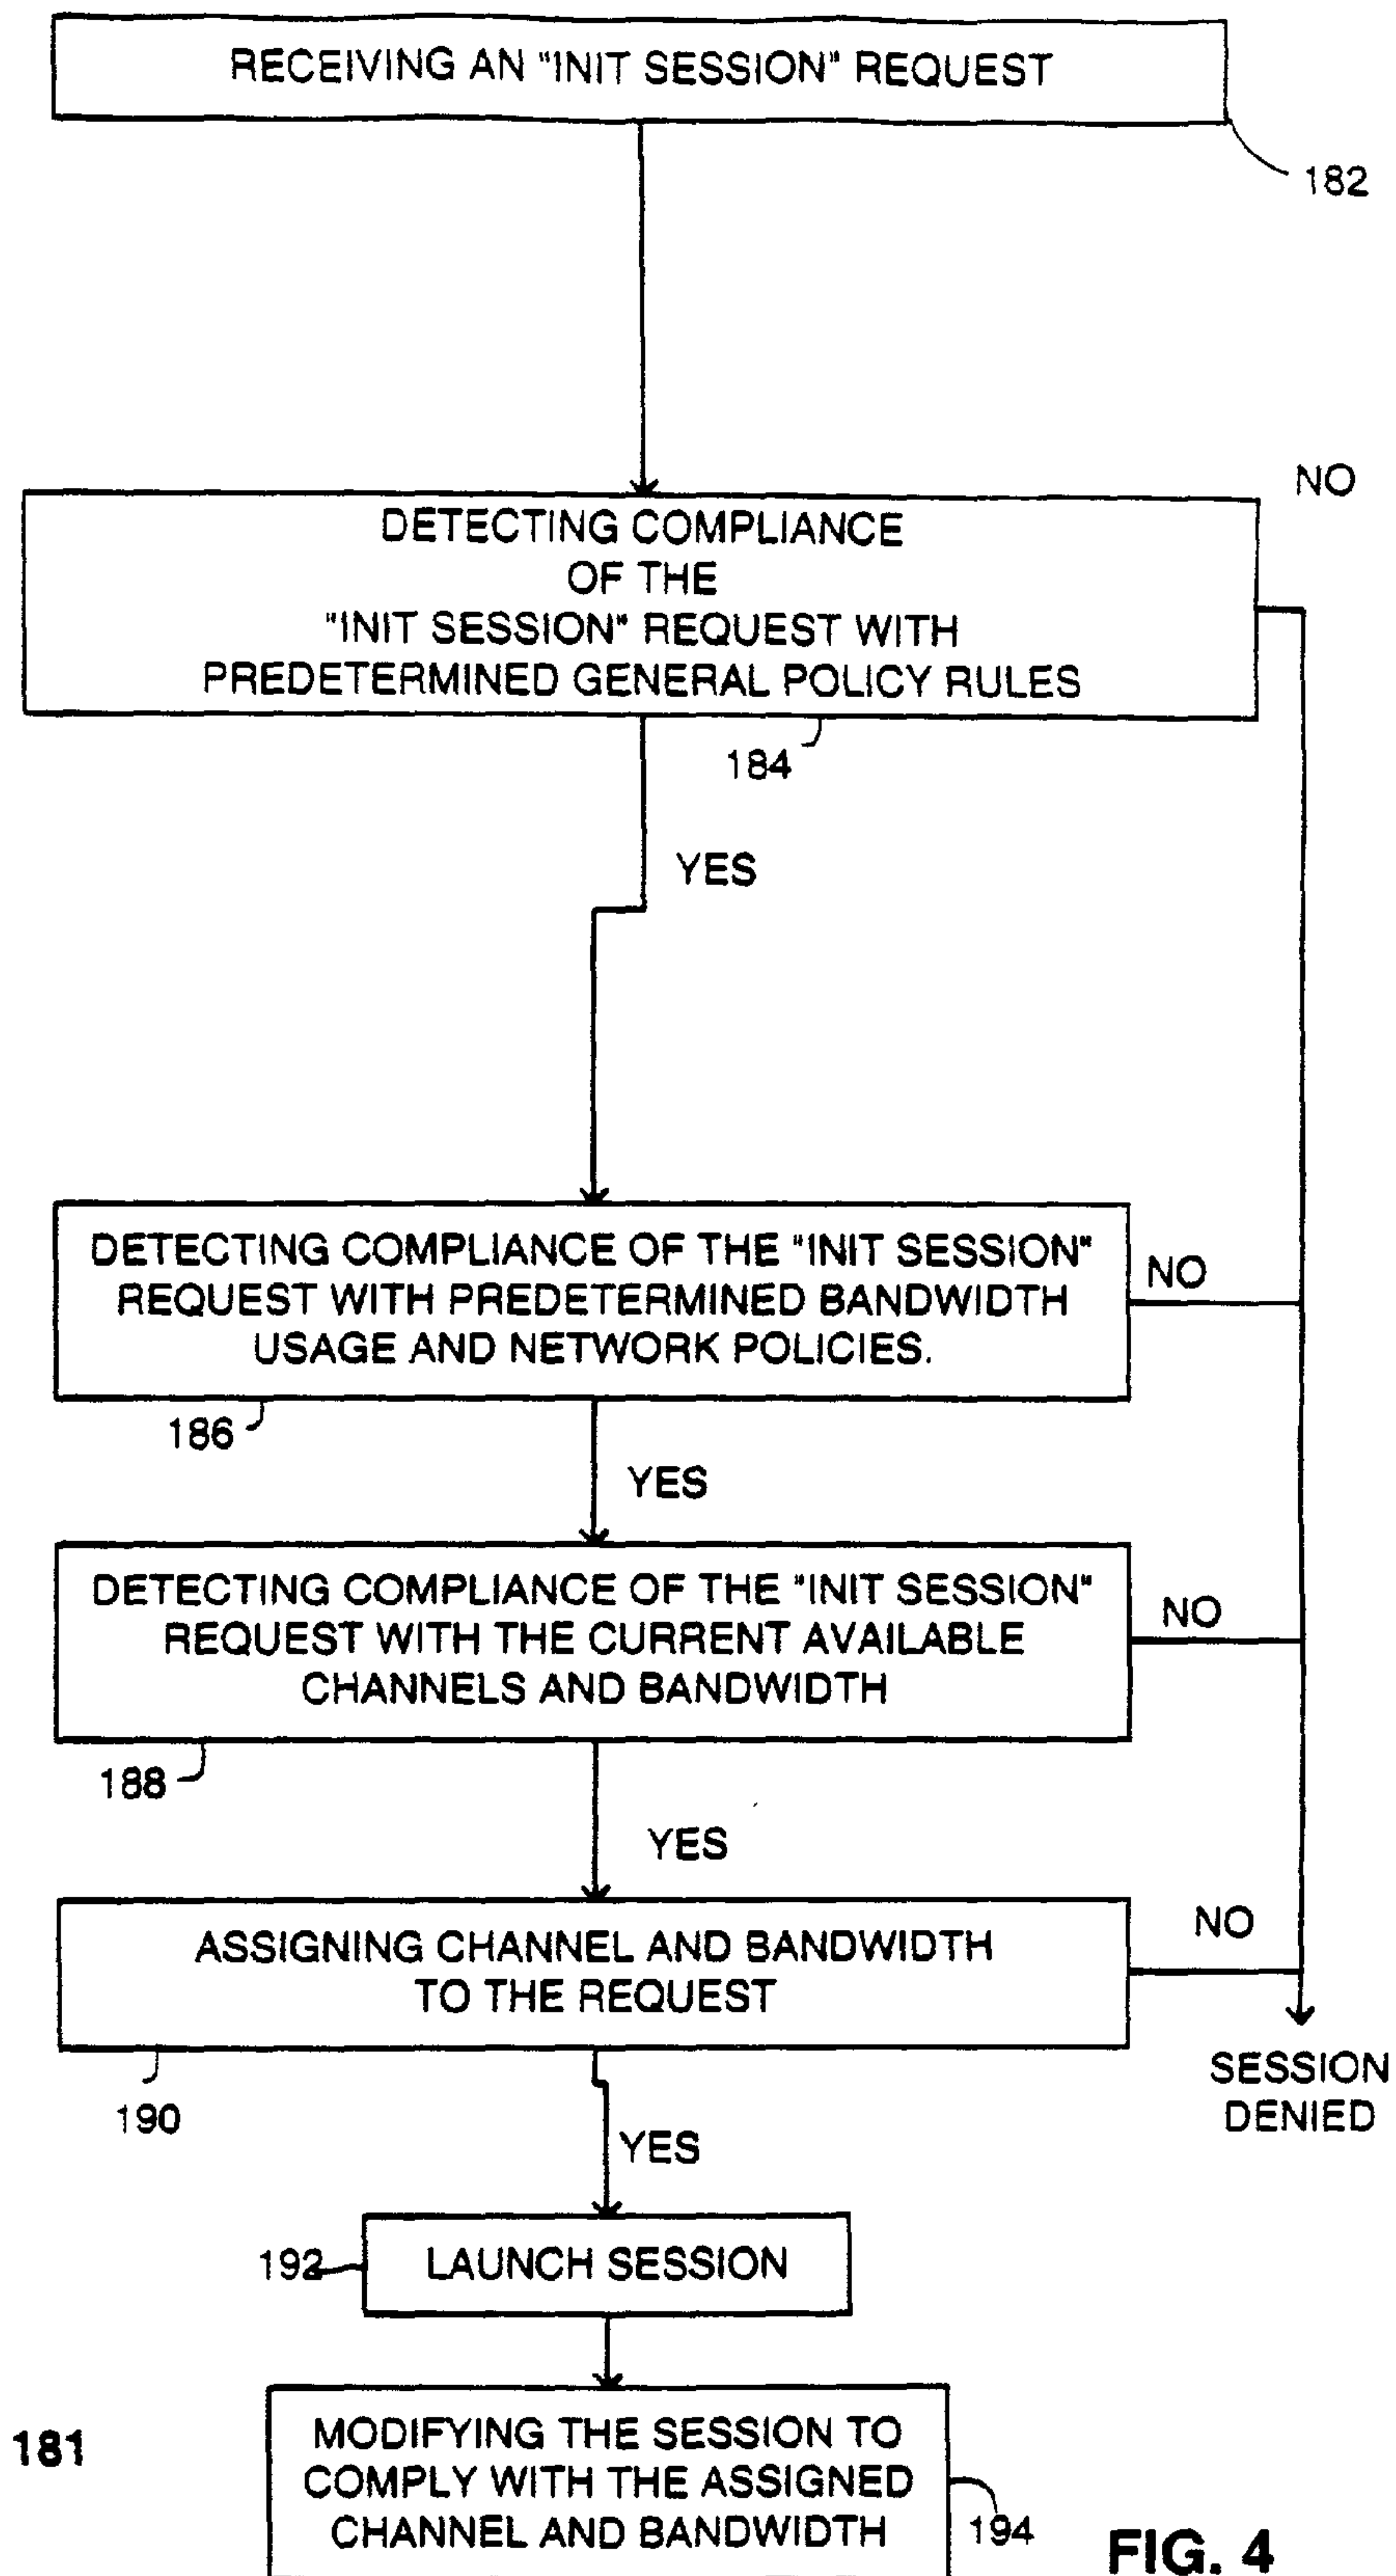 RECEIVING AN "INIT SESSION" REQUEST
182
NO
DETECTING COMPLIANCE
OF THE
"INIT SESSION" REQUEST WITH
PREDETERMINED GENERAL POLICY RULES
184
YES
DETECTING COMPLIANCE OF THE "INIT SESSION"
REQUEST WITH PREDETERMINED BANDWIDTH
USAGE AND NETWORK POLICIES.
NO
186
YES
DETECTING COMPLIANCE OF THE "INIT SESSION"
REQUEST WITH THE CURRENT AVAILABLE
CHANNELS AND BANDWIDTH
NO
188
YES
ASSIGNING CHANNEL AND BANDWIDTH
TO THE REQUEST
NO
190
SESSION
DENIED
YES
192
LAUNCH SESSION
181
MODIFYING THE SESSION TO
COMPLY WITH THE ASSIGNED
CHANNEL AND BANDWIDTH
194
FIG. 4